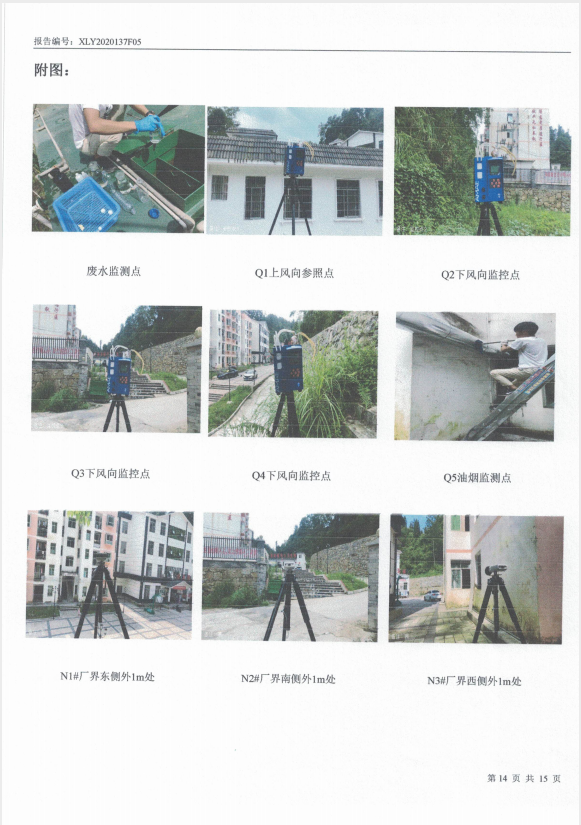 报告编号：XLY2020137F05
附图：
废水监测点
Q1上风向参照点
Q2下风向监控点
Q3下风向监控点
Q4下风向监控点
Q5油烟监测点
N1#厂界东侧外1m处
N2#厂界南侧外1m处
N3#厂界西侧外1m处
第 14 页 共 15 页